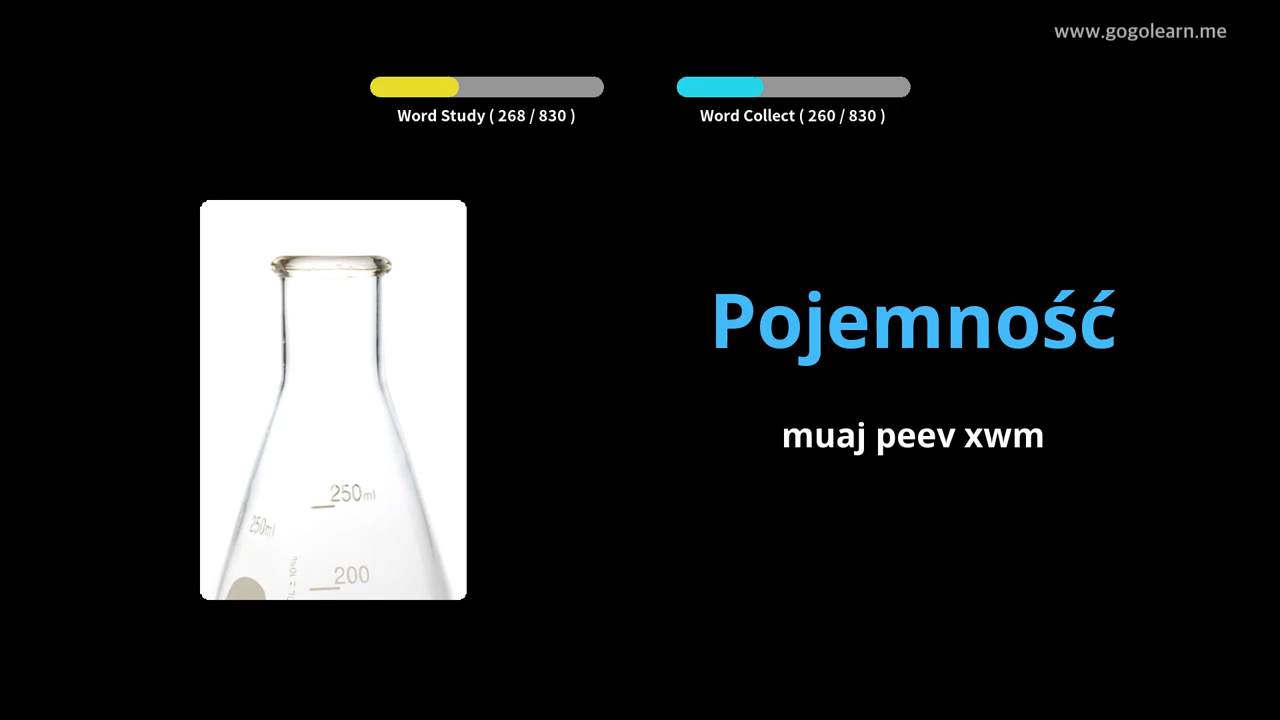 www.gogolearn.me
Word Study ( 268 / 830 )
Word Collect ( 260 / 830 )
Pojemność
muaj peev xwm
250ml
250ml
200